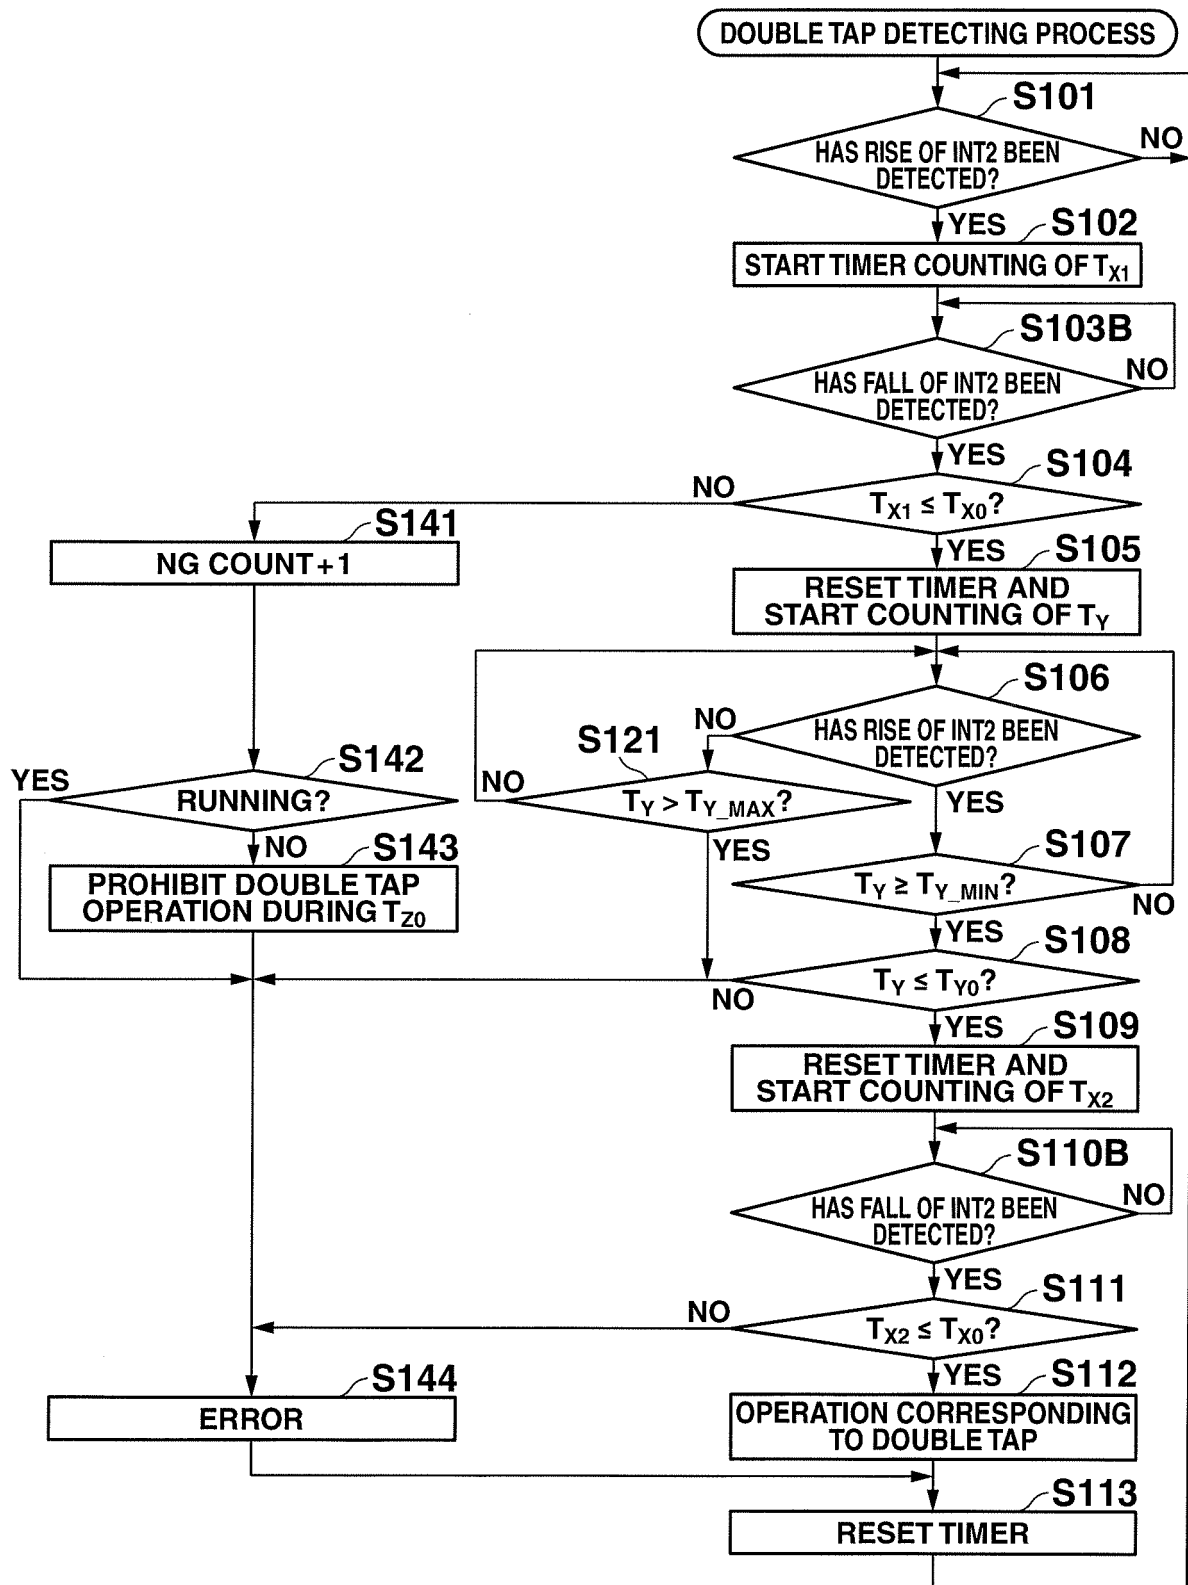 DOUBLE TAP DETECTING PROCESS
S101
HAS RISE OF INT2 BEEN
DETECTED?
NO
YES
S102
START TIMER COUNTING OF TX1
S103B
HAS FALL OF INT2 BEEN
DETECTED?
NO
YES
S104
TX1 ≤ TX0?
NO
YES
S141
NG COUNT+1
S105
RESET TIMER AND
START COUNTING OF TY
S106
HAS RISE OF INT2 BEEN
DETECTED?
NO
YES
S121
TY > TY_MAX?
NO
YES
S142
RUNNING?
YES
NO
S143
PROHIBIT DOUBLE TAP
OPERATION DURING TZ0
S107
TY ≥ TY_MIN?
NO
YES
S108
TY ≤ TY0?
NO
YES
S109
RESET TIMER AND
START COUNTING OF TX2
S110B
HAS FALL OF INT2 BEEN
DETECTED?
NO
YES
S111
TX2 ≤ TX0?
NO
YES
S144
ERROR
S112
OPERATION CORRESPONDING
TO DOUBLE TAP
S113
RESET TIMER